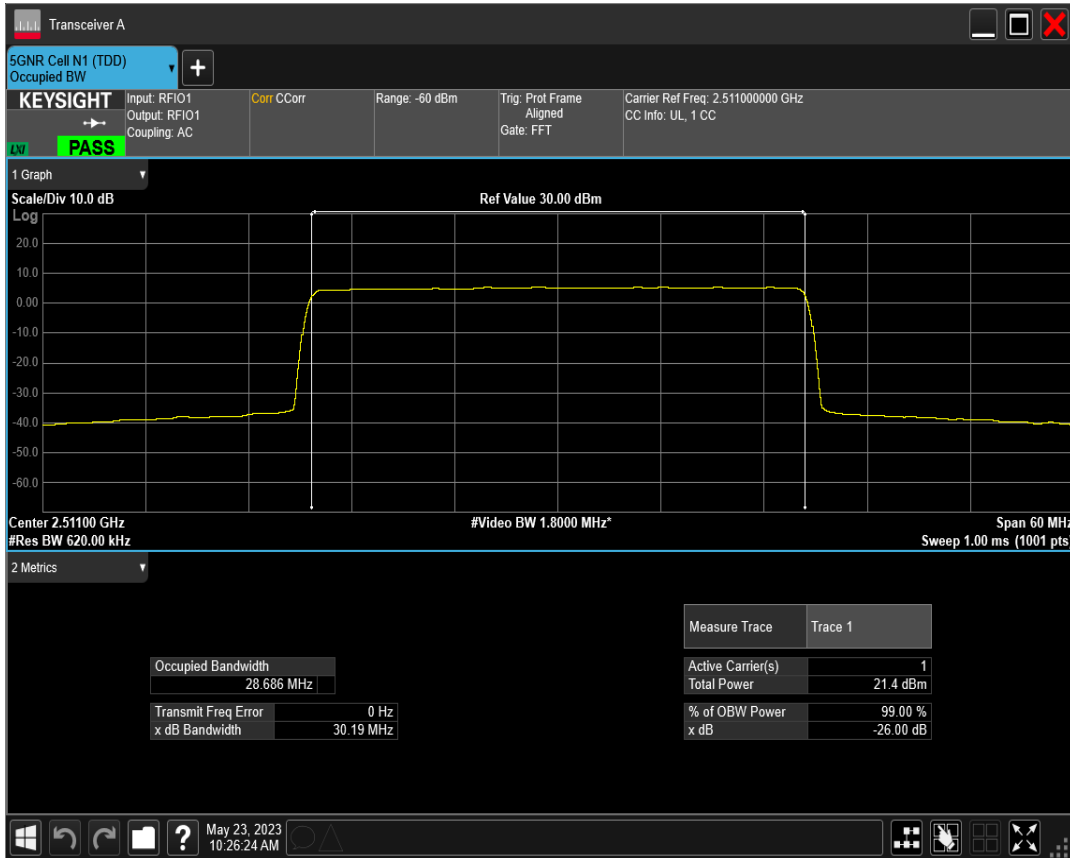 Transceiver A
5GNR Cell N1 (TDD)
Occupied BW
+
KEYSIGHT
LXI
PASS
Input: RFIO1
Output: RFIO1
Coupling: AC
Corr CCorr
Range: -60 dBm
Trig: Prot Frame
Aligned
Gate: FFT
Carrier Ref Freq: 2.511000000 GHz
CC Info: UL, 1 CC
1 Graph
Scale/Div 10.0 dB
Ref Value 30.00 dBm
Log
20.0
10.0
0.00
-10.0
-20.0
-30.0
-40.0
-50.0
-60.0
Center 2.51100 GHz
#Video BW 1.8000 MHz*
Span 60 MHz
#Res BW 620.00 kHz
Sweep 1.00 ms (1001 pts)
2 Metrics
Measure Trace Trace 1
Occupied Bandwidth
28.686 MHz
Transmit Freq Error 0 Hz
x dB Bandwidth 30.19 MHz
Active Carrier(s) 1
Total Power 21.4 dBm
% of OBW Power 99.00 %
x dB -26.00 dB
?
May 23, 2023
10:26:24 AM